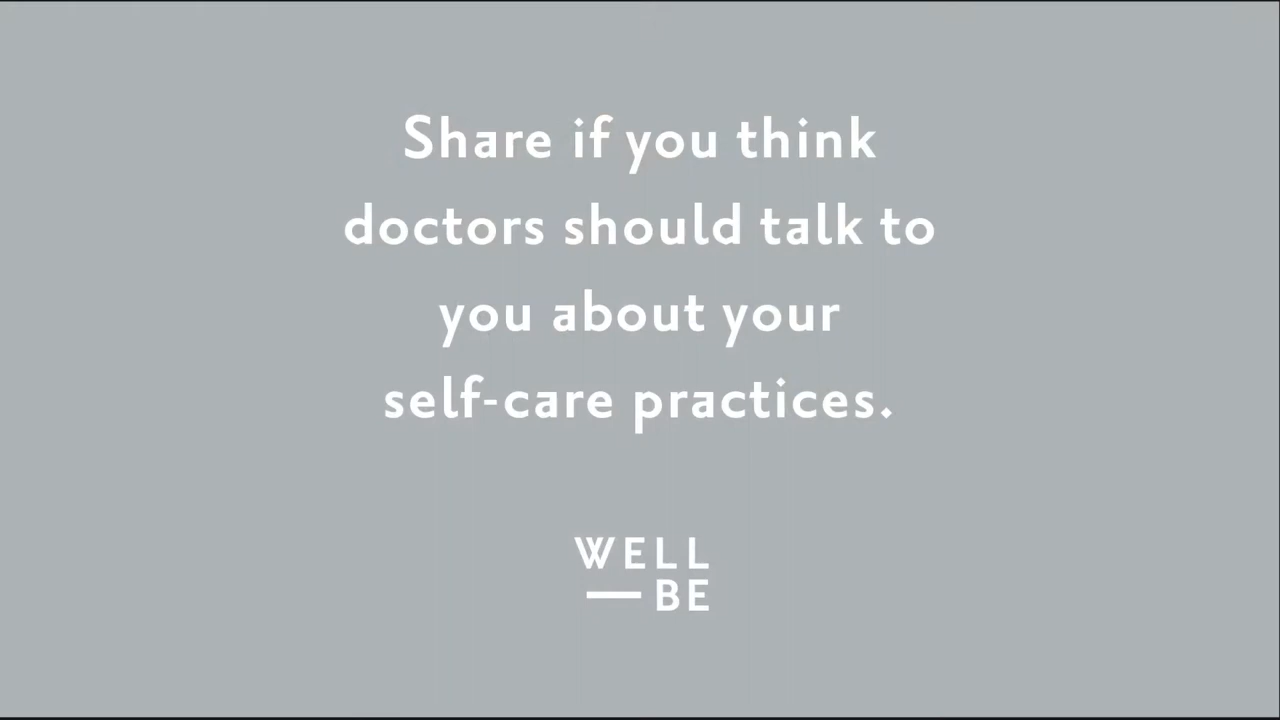 Share if you think
doctors should talk to
you about your
self-care practices.
WELL
— BE